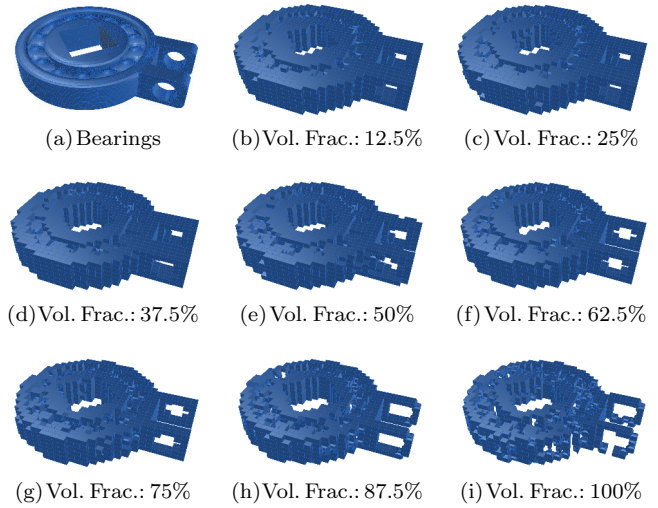 (a) Bearings
(b) Vol. Frac.: 12.5%
(c) Vol. Frac.: 25%
(d) Vol. Frac.: 37.5%
(e) Vol. Frac.: 50%
(f) Vol. Frac.: 62.5%
(g) Vol. Frac.: 75%
(h) Vol. Frac.: 87.5%
(i) Vol. Frac.: 100%